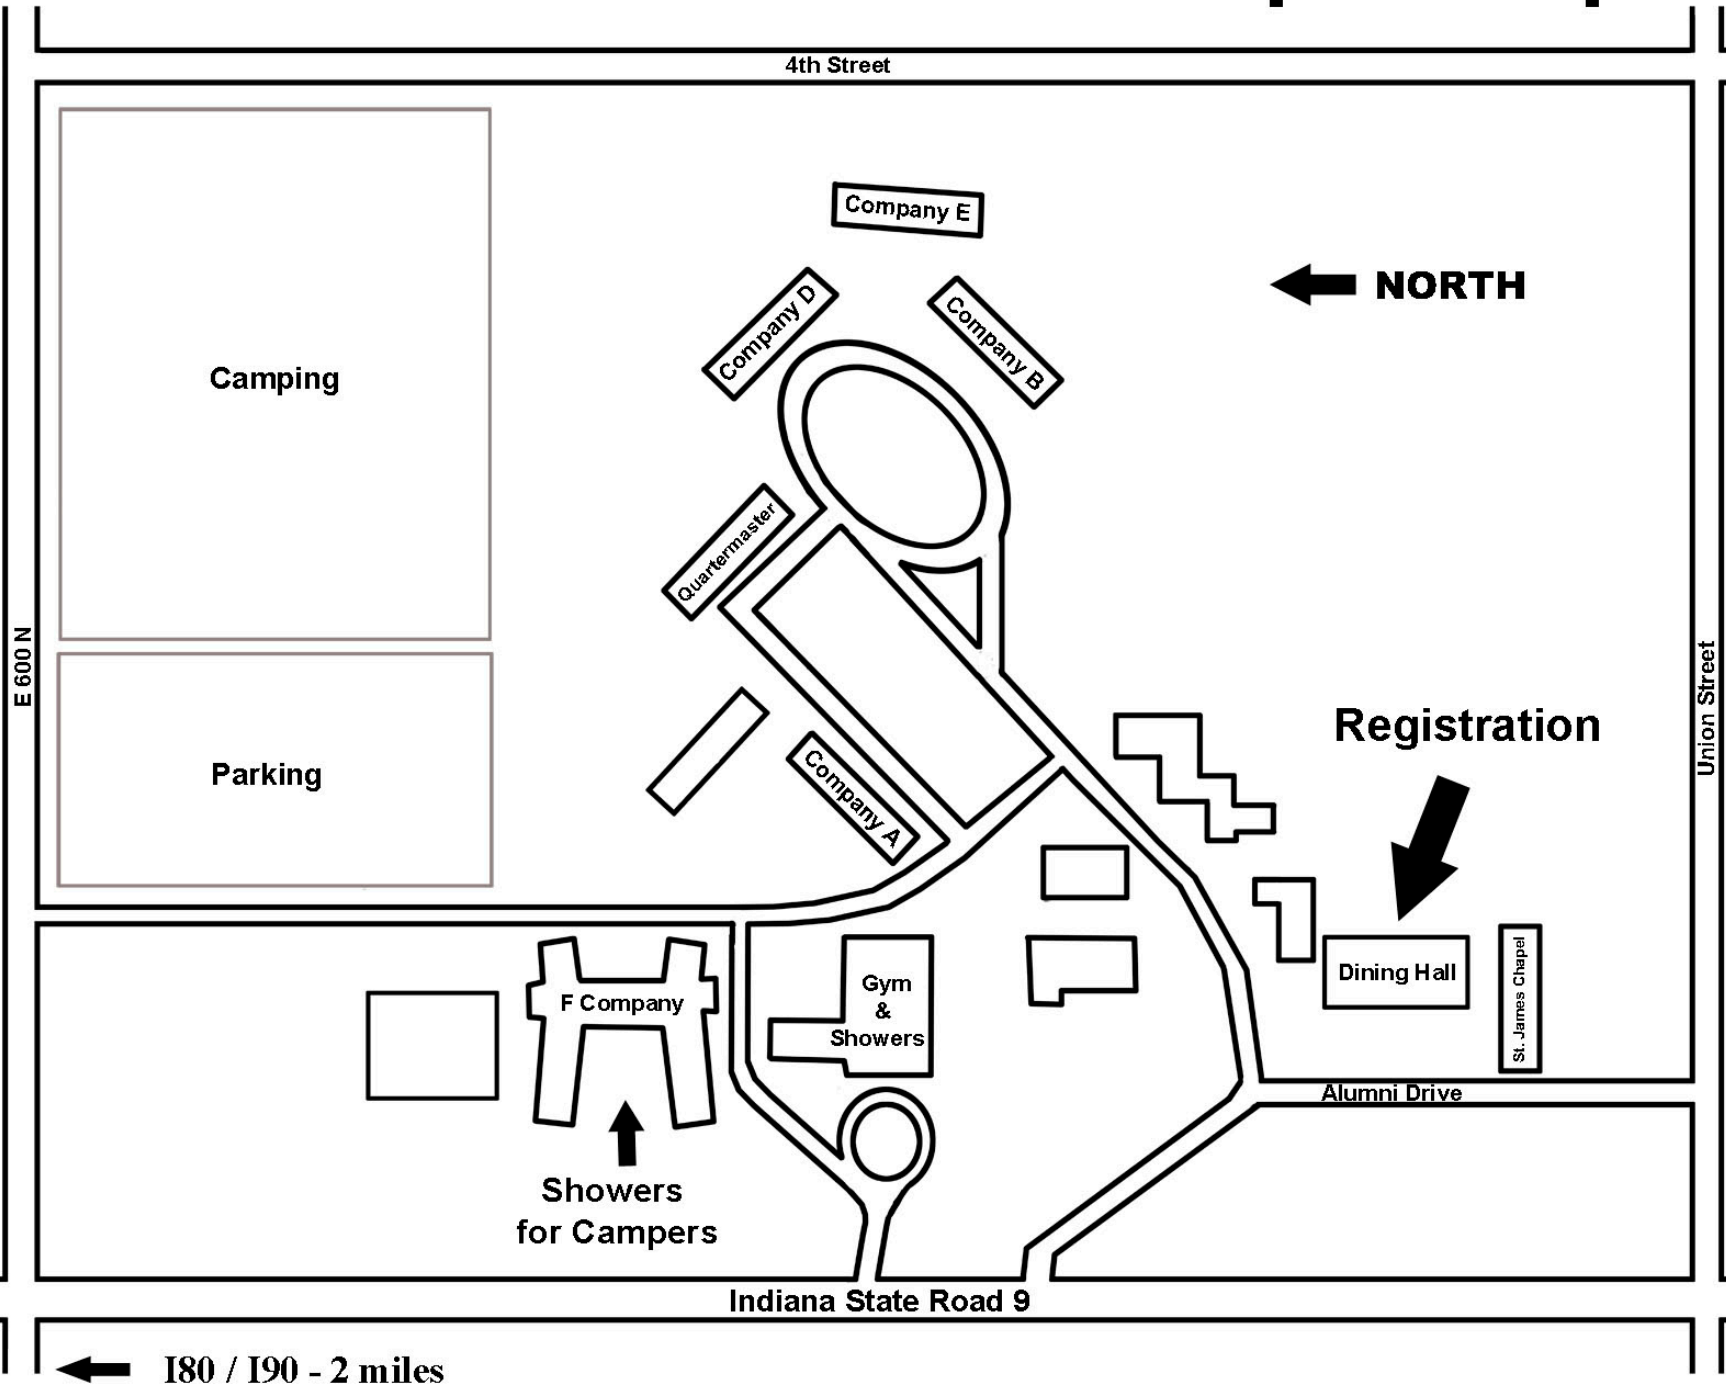 4th Street
Company E
NORTH
Company D
Company B
Camping
Quartermaster
E 600 N
Union Street
Registration
Parking
Company A
Dining Hall
St. James Chapel
F Company
Gym
&
Showers
Alumni Drive
Showers
for Campers
Indiana State Road 9
I80 / I90 - 2 miles